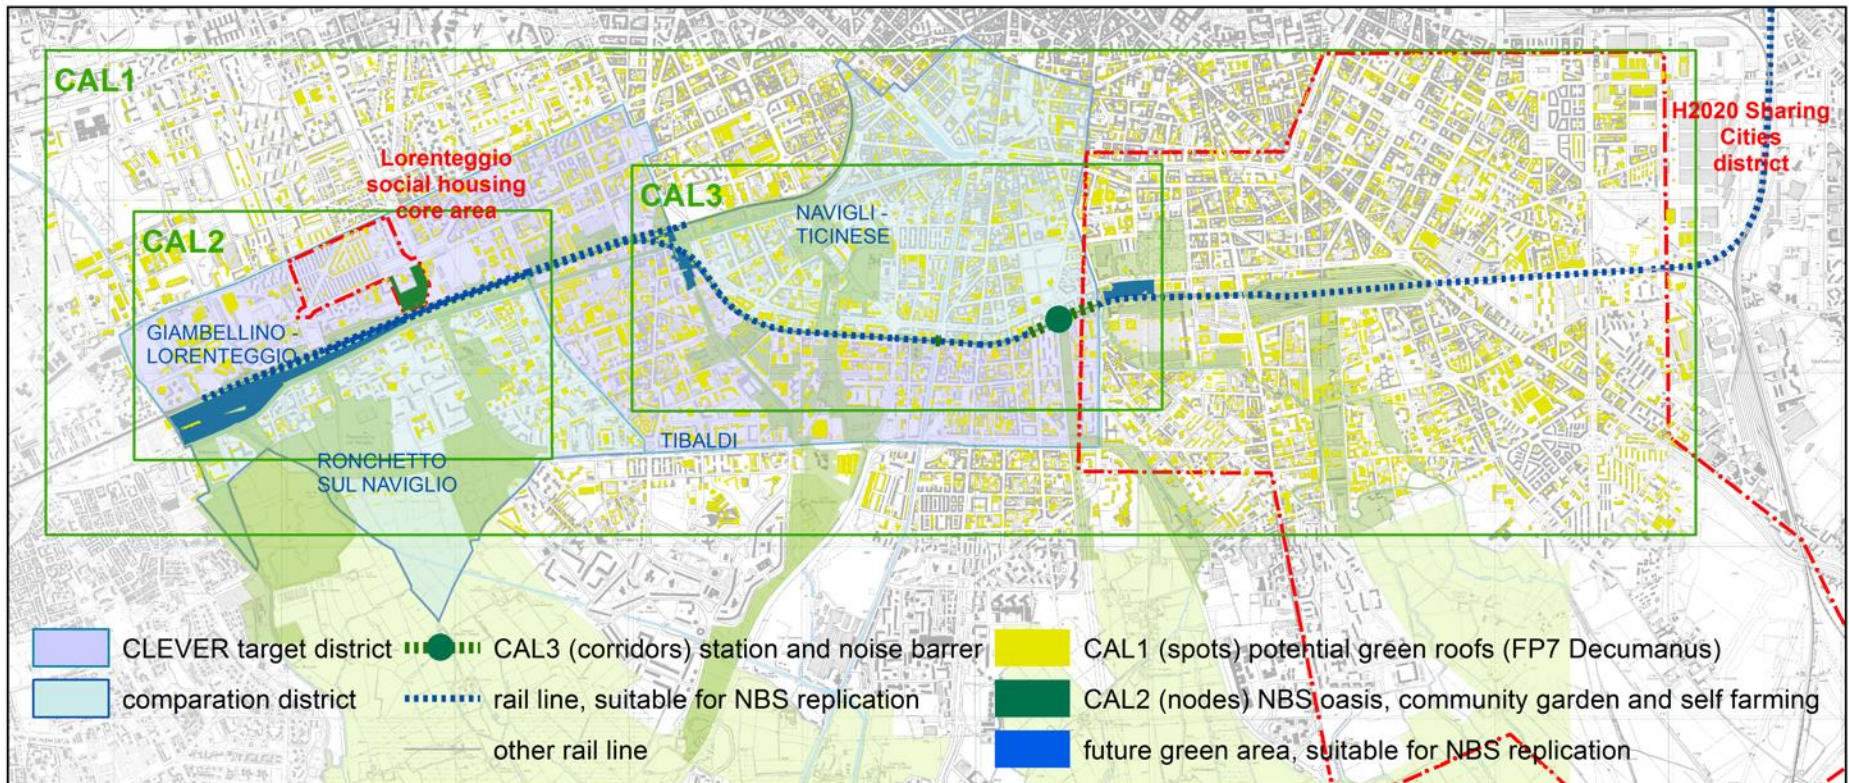 CAL1
H2020 Sharing
Cities
district
Lorenteggio
social housing
core area
CAL3
CAL2
NAVIGLI -
TICINESE
GIAMBELLINO -
LORENTEGGIO
TIBALDI
RONCHETTO
SUL NAVIGLIO
CLEVER target district
CAL3 (corridors) station and noise barrer
CAL1 (spots) potential green roofs (FP7 Decumanus)
comparation district
rail line, suitable for NBS replication
CAL2 (nodes) NBS oasis, community garden and self farming
other rail line
future green area, suitable for NBS replication